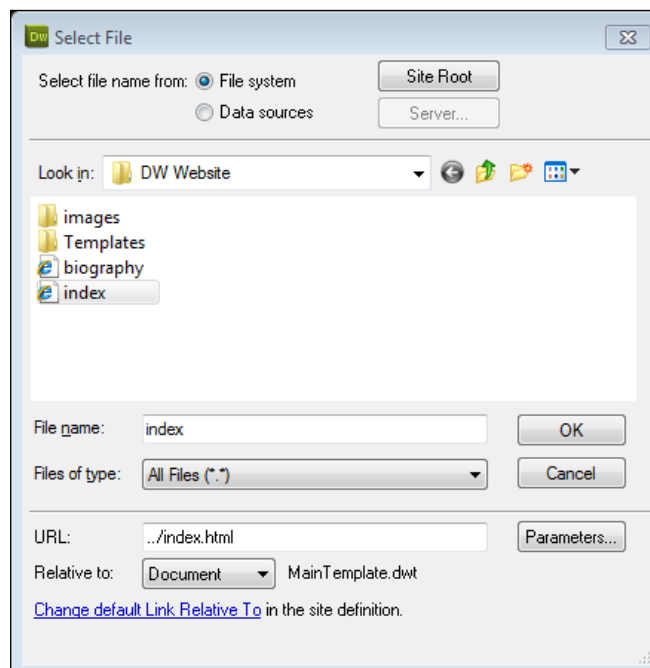 Dw Select File
Select file name from: File system Site Root
Data sources Server...
Look in: DW Website
images
Templates
biography
index
File name: index OK
Files of type: All Files (*.*) Cancel
URL: ../index.html Parameters...
Relative to: Document MainTemplate.dwt
Change default Link Relative To in the site definition.